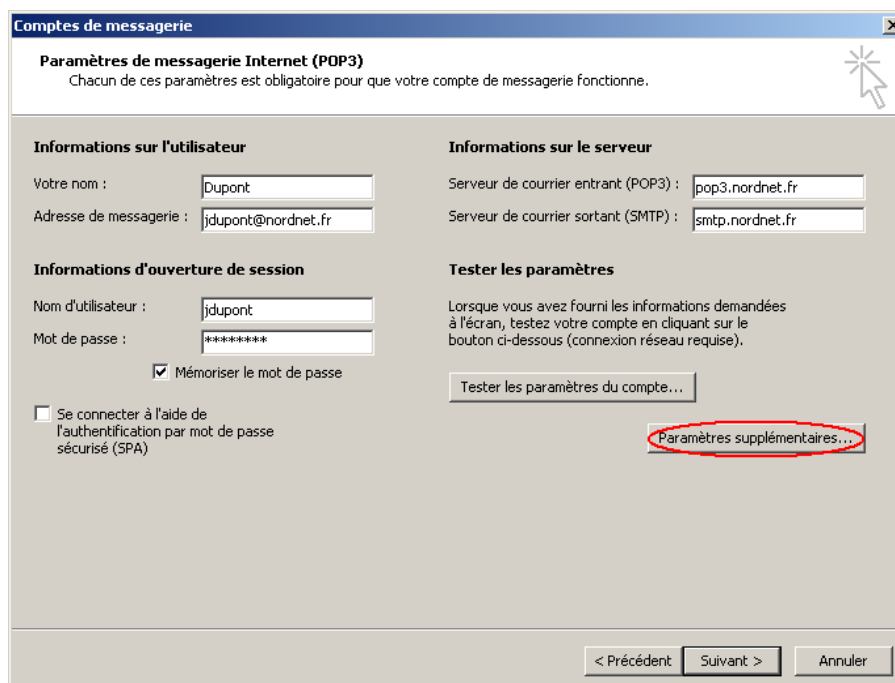 Comptes de messagerie
Paramètres de messagerie Internet (POP3)
Chacun de ces paramètres est obligatoire pour que votre compte de messagerie fonctionne.
Informations sur l'utilisateur
Votre nom :
Dupont
Adresse de messagerie :
jdupont@nordnet.fr
Informations sur le serveur
Serveur de courrier entrant (POP3) :
pop3.nordnet.fr
Serveur de courrier sortant (SMTP) :
smtp.nordnet.fr
Informations d'ouverture de session
Nom d'utilisateur :
jdupont
Mot de passe :
********
Mémoriser le mot de passe
Se connecter à l'aide de
l'authentification par mot de passe
sécurisé (SPA)
Tester les paramètres
Lorsque vous avez fourni les informations demandées
à l'écran, testez votre compte en cliquant sur le
bouton ci-dessous (connexion réseau requise).
Tester les paramètres du compte...
Paramètres supplémentaires...
< Précédent
Suivant >
Annuler